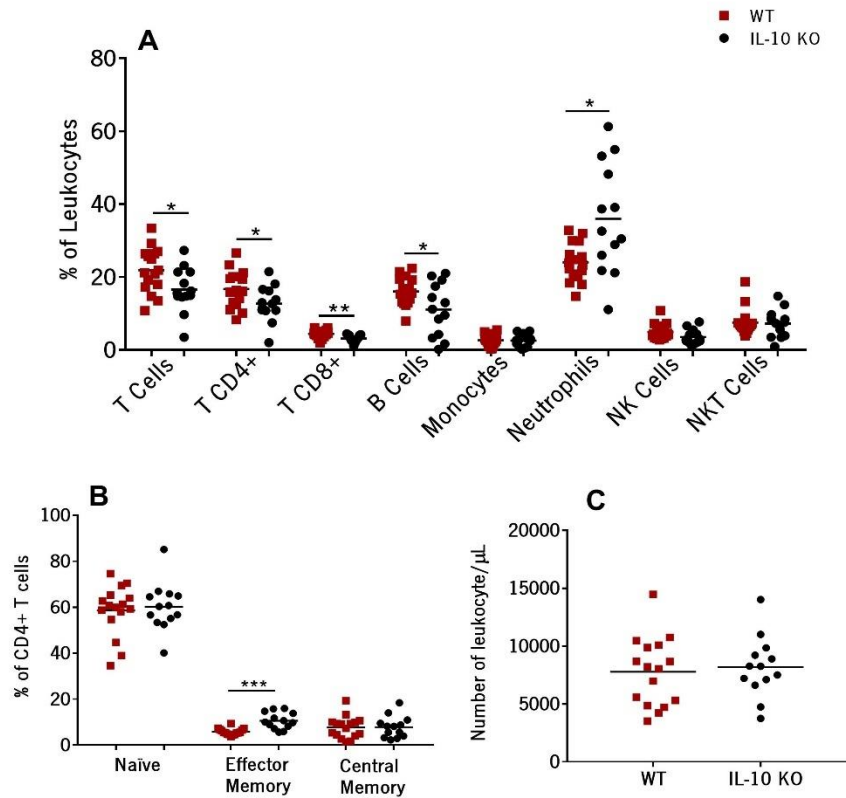 WT
IL-10 KO
A
% of Leukocytes
80
60
40
20
0
*
*
**
*
*
T Cells
T CD4+
T CD8+
B Cells
Monocytes
Neutrophils
NK Cells
NKT Cells
B
% of CD4+ T cells
100
80
60
40
20
0
***
Naïve
Effector
Memory
Central
Memory
C
Number of leukocyte/µL
20000
15000
10000
5000
0
WT
IL-10 KO